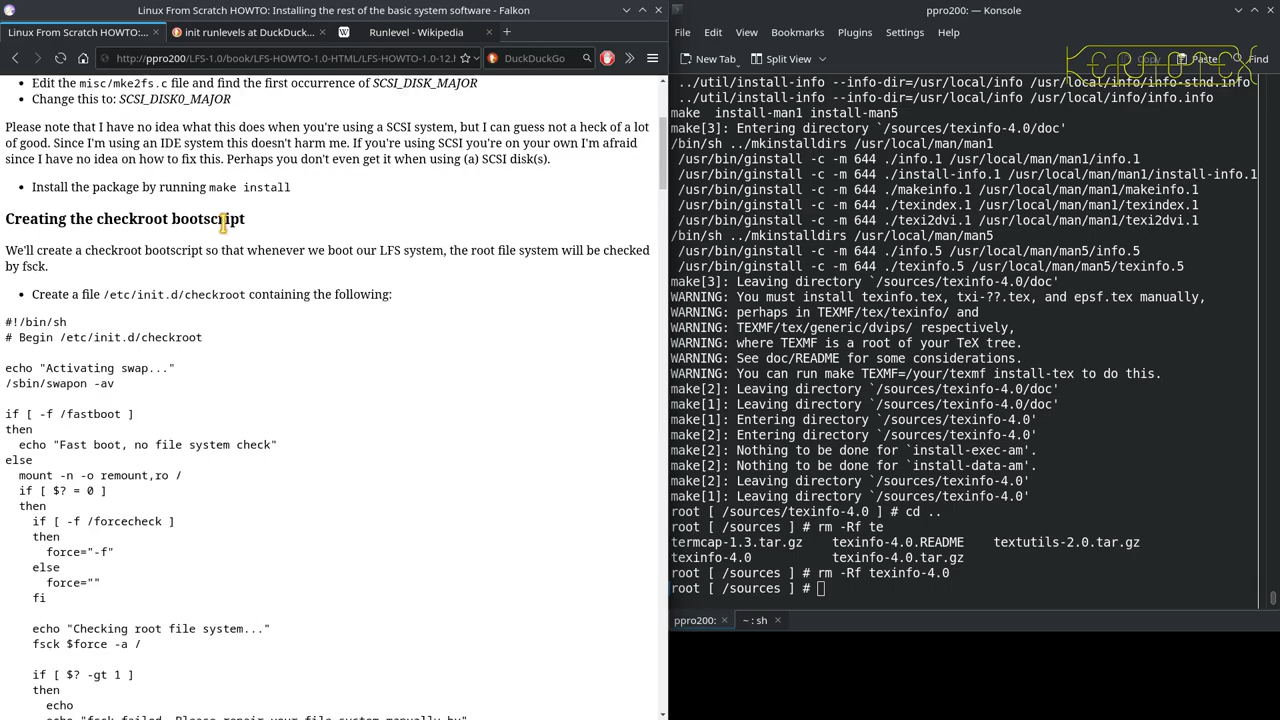 Linux From Scratch HOWTO: Installing the rest of the basic system software - Falkon
Linux From Scratch HOWTO:... ×
init runlevels at DuckDuck... ×
W Runlevel - Wikipedia ×
http://ppro200/LFS-1.0/book/LFS-HOWTO-1.0-HTML/LFS-HOWTO-1.0-12.l
DuckDuckGo
• Edit the misc/mke2fs.c file and find the first occurrence of SCSI_DISK_MAJOR
• Change this to: SCSI_DISK0_MAJOR
Please note that I have no idea what this does when you're using a SCSI system, but I can guess not a heck of a lot
of good. Since I'm using an IDE system this doesn't harm me. If you're using SCSI you're on your own I'm afraid
since I have no idea on how to fix this. Perhaps you don't even get it when using (a) SCSI disk(s).
• Install the package by running make install
Creating the checkroot bootscript
We'll create a checkroot bootscript so that whenever we boot our LFS system, the root file system will be checked
by fsck.
• Create a file /etc/init.d/checkroot containing the following:
#!/bin/sh
# Begin /etc/init.d/checkroot
echo "Activating swap..."
/sbin/swapon -av
if [ -f /fastboot ]
then
echo "Fast boot, no file system check"
else
mount -n -o remount,ro /
if [ $? = 0 ]
then
if [ -f /forcecheck ]
then
force="-f"
else
force=""
fi
echo "Checking root file system..."
fsck $force -a /
if [ $? -gt 1 ]
then
echo
echo "fsck failed. Please repair your file system manually by"
ppro200: — Konsole
File Edit View Bookmarks Plugins Settings Help
New Tab Split View Copy Paste Find
../util/install-info --info-dir=/usr/local/info /usr/local/info/info-stnd.info
../util/install-info --info-dir=/usr/local/info /usr/local/info/info.info
make  install-man1 install-man5
make[3]: Entering directory `/sources/texinfo-4.0/doc'
/bin/sh ../mkinstalldirs /usr/local/man/man1
/usr/bin/ginstall -c -m 644 ./info.1 /usr/local/man/man1/info.1
/usr/bin/ginstall -c -m 644 ./install-info.1 /usr/local/man/man1/install-info.1
/usr/bin/ginstall -c -m 644 ./makeinfo.1 /usr/local/man/man1/makeinfo.1
/usr/bin/ginstall -c -m 644 ./texindex.1 /usr/local/man/man1/texindex.1
/usr/bin/ginstall -c -m 644 ./texi2dvi.1 /usr/local/man/man1/texi2dvi.1
/bin/sh ../mkinstalldirs /usr/local/man/man5
/usr/bin/ginstall -c -m 644 ./info.5 /usr/local/man/man5/info.5
/usr/bin/ginstall -c -m 644 ./texinfo.5 /usr/local/man/man5/texinfo.5
make[3]: Leaving directory `/sources/texinfo-4.0/doc'
WARNING: You must install texinfo.tex, txi-??.tex, and epsf.tex manually,
WARNING: perhaps in TEXMF/tex/texinfo/ and
WARNING: TEXMF/tex/generic/dvips/ respectively,
WARNING: where TEXMF is a root of your TeX tree.
WARNING: See doc/README for some considerations.
WARNING: You can run make TEXMF=/your/texmf install-tex to do this.
make[2]: Leaving directory `/sources/texinfo-4.0/doc'
make[1]: Leaving directory `/sources/texinfo-4.0/doc'
make[1]: Entering directory `/sources/texinfo-4.0'
make[2]: Entering directory `/sources/texinfo-4.0'
make[2]: Nothing to be done for `install-exec-am'.
make[2]: Nothing to be done for `install-data-am'.
make[2]: Leaving directory `/sources/texinfo-4.0'
make[1]: Leaving directory `/sources/texinfo-4.0'
root [ /sources/texinfo-4.0 ] # cd ..
root [ /sources ] # rm -Rf te
termcap-1.3.tar.gz texinfo-4.0.README textutils-2.0.tar.gz
texinfo-4.0 texinfo-4.0.tar.gz
root [ /sources ] # rm -Rf texinfo-4.0
root [ /sources ] #
ppro200: × ~ : sh ×